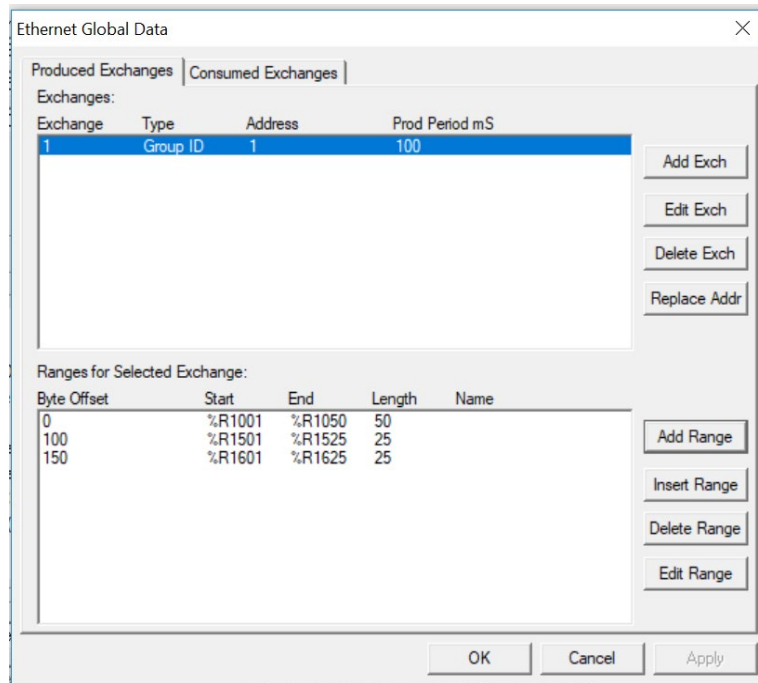 Ethernet Global Data
Produced Exchanges Consumed Exchanges
Exchanges:
Exchange Type Address Prod Period mS
1 Group ID 1 100
Add Exch
Edit Exch
Delete Exch
Replace Addr
Ranges for Selected Exchange:
Byte Offset Start End Length Name
0 %R1001 %R1050 50
100 %R1501 %R1525 25
150 %R1601 %R1625 25
Add Range
Insert Range
Delete Range
Edit Range
OK Cancel Apply